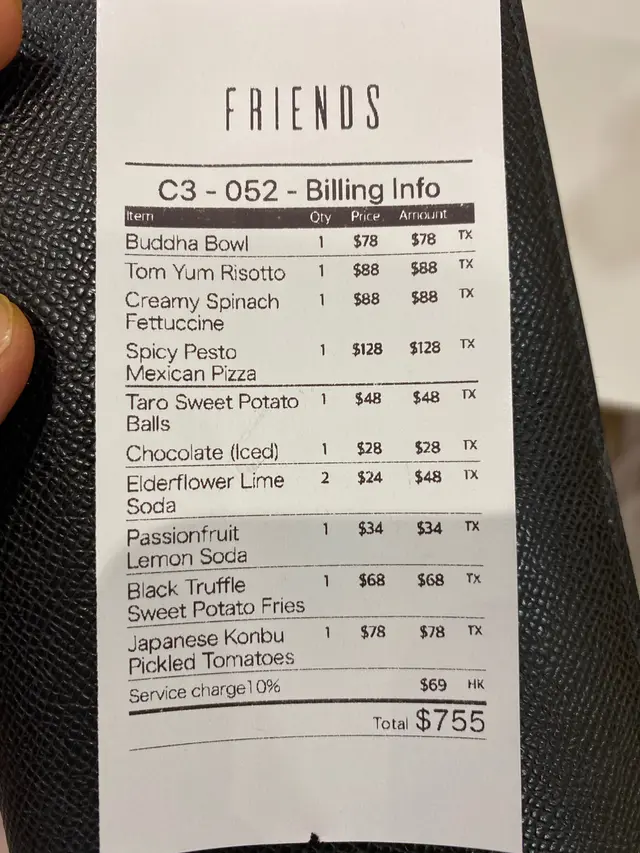 FRIENDS
C3 - 052 - Billing Info
Item Qty Price Amount
Buddha Bowl 1 $78 $78 TX
Tom Yum Risotto 1 $88 $88 TX
Creamy Spinach 1 $88 $88 TX
Fettuccine
Spicy Pesto 1 $128 $128 TX
Mexican Pizza
Taro Sweet Potato 1 $48 $48 TX
Balls
Chocolate (Iced) 1 $28 $28 TX
Elderflower Lime 2 $24 $48 TX
Soda
Passionfruit 1 $34 $34 TX
Lemon Soda
Black Truffle 1 $68 $68 TX
Sweet Potato Fries
Japanese Konbu 1 $78 $78 TX
Pickled Tomatoes
Service charge10% $69 HK
Total $755